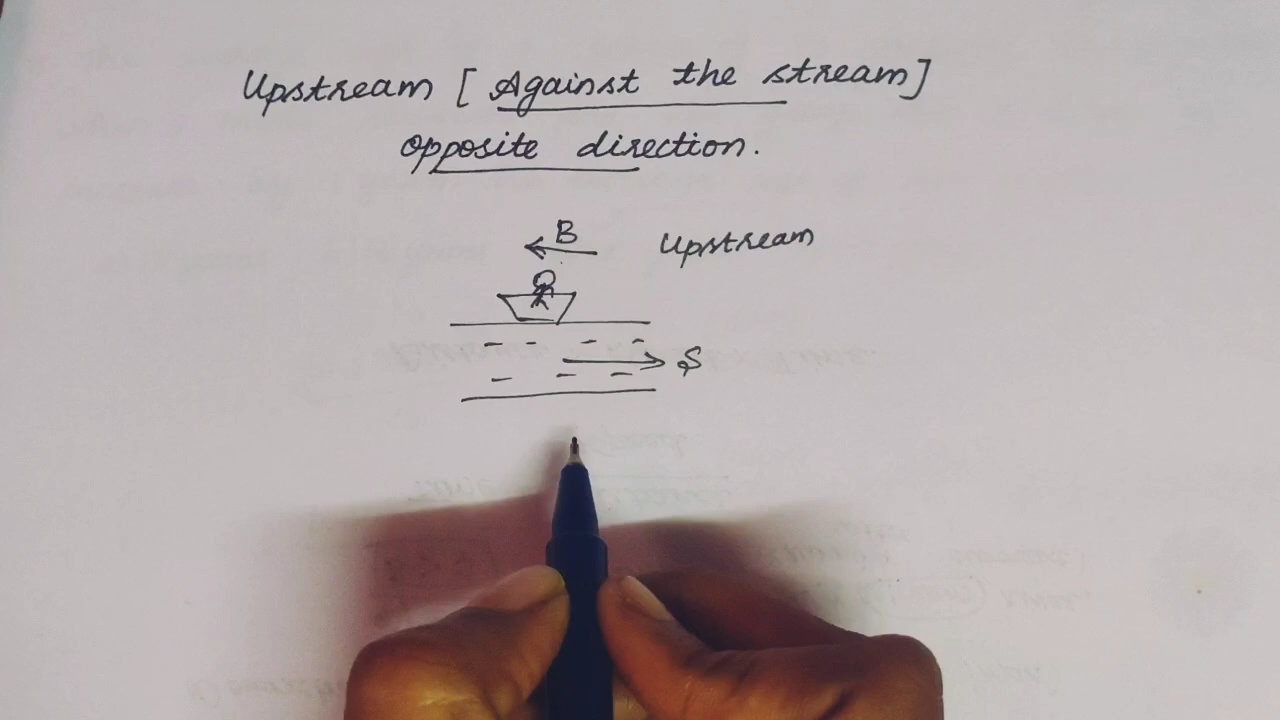 Upstream [Against the stream]
opposite direction.
B
Upstream
S